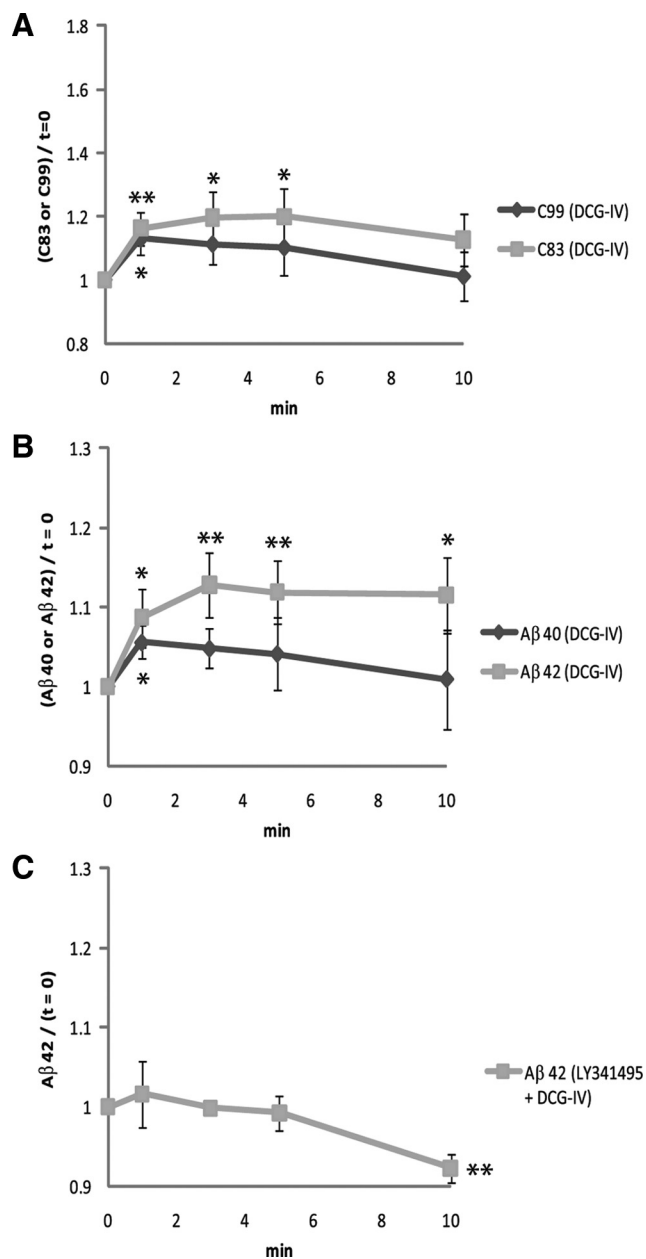 A
(C83 or C99) / t=0
1.8
1.6
1.4
1.2
1
0.8
** * *
*
C99 (DCG-IV)
C83 (DCG-IV)
0 2 4 6 8 10
min
B
(Aβ 40 or Aβ 42) / t = 0
1.3
1.2
1.1
1
0.9
* ** ** *
*
Aβ 40 (DCG-IV)
Aβ 42 (DCG-IV)
0 2 4 6 8 10
min
C
Aβ 42 / (t = 0)
1.3
1.2
1.1
1
0.9
**
Aβ 42 (LY341495
+ DCG-IV)
0 2 4 6 8 10
min